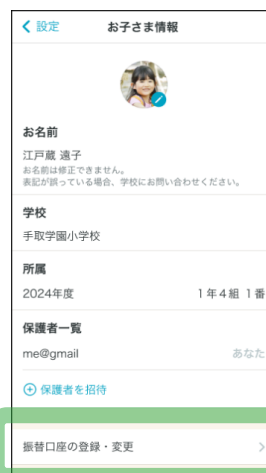 設定
お子さま情報
お名前
江戸蔵 遠子
お名前は修正できません。
表記が誤っている場合、学校にお問い合わせください。
学校
手取学園小学校
所属
2024年度 1年4組 1番
保護者一覧
me@gmail あなた
保護者を招待
振替口座の登録・変更